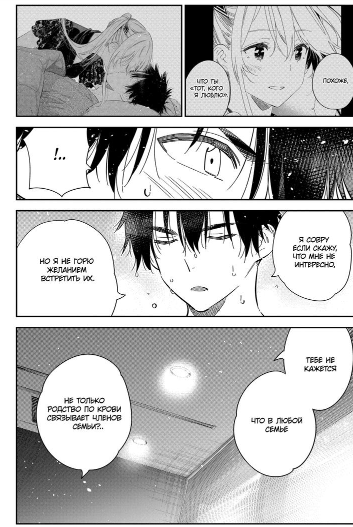 ПОХОЖЕ,
ЧТО ТЫ
«ТОТ, КОГО
Я ЛЮБЛЮ».
!..
Я СОВРУ
ЕСЛИ СКАЖУ,
ЧТО МНЕ НЕ
ИНТЕРЕСНО,
НО Я НЕ ГОРЮ
ЖЕЛАНИЕМ
ВСТРЕТИТЬ ИХ.
ТЕБЕ НЕ
КАЖЕТСЯ
ЧТО В ЛЮБОЙ
СЕМЬЕ
НЕ ТОЛЬКО
РОДСТВО ПО КРОВИ
СВЯЗЫВАЕТ ЧЛЕНОВ
СЕМЬИ?..